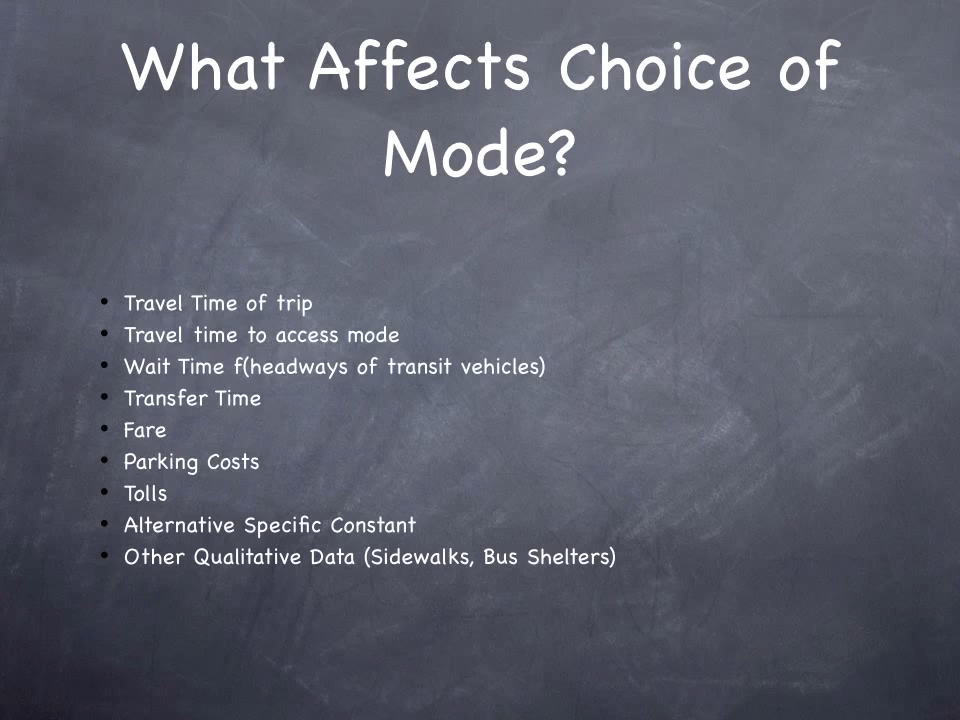 What Affects Choice of
Mode?
• Travel Time of trip
• Travel time to access mode
• Wait Time f(headways of transit vehicles)
• Transfer Time
• Fare
• Parking Costs
• Tolls
• Alternative Specific Constant
• Other Qualitative Data (Sidewalks, Bus Shelters)